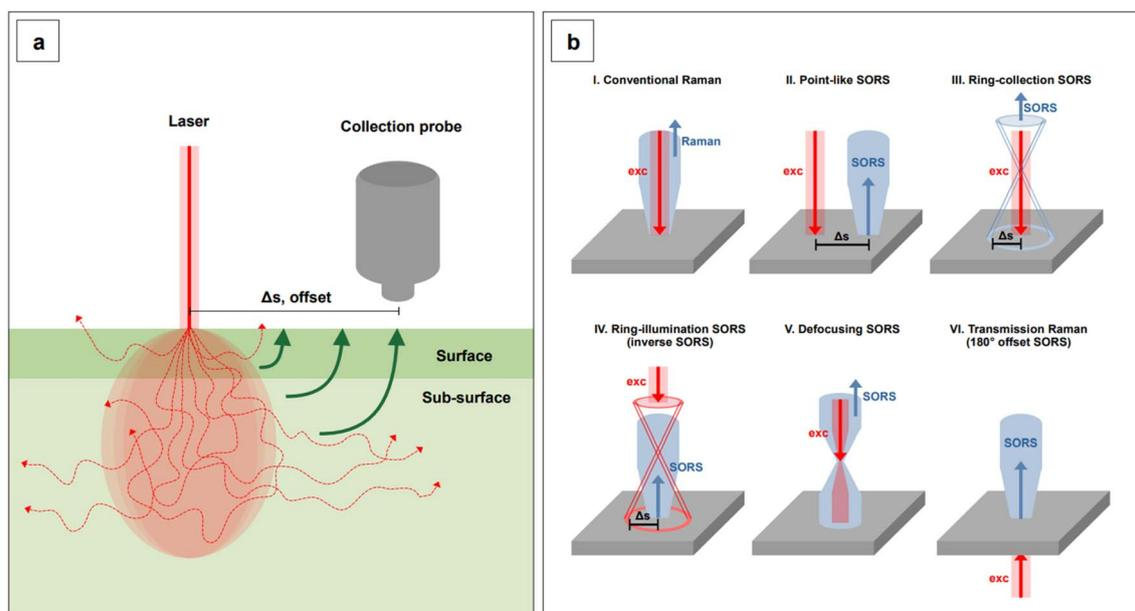 a
Laser
Collection probe
Δs, offset
Surface
Sub-surface
b
I. Conventional Raman
Raman
exc
II. Point-like SORS
exc
SORS
Δs
III. Ring-collection SORS
SORS
exc
Δs
IV. Ring-illumination SORS
(inverse SORS)
exc
SORS
Δs
V. Defocusing SORS
SORS
exc
VI. Transmission Raman
(180° offset SORS)
SORS
exc